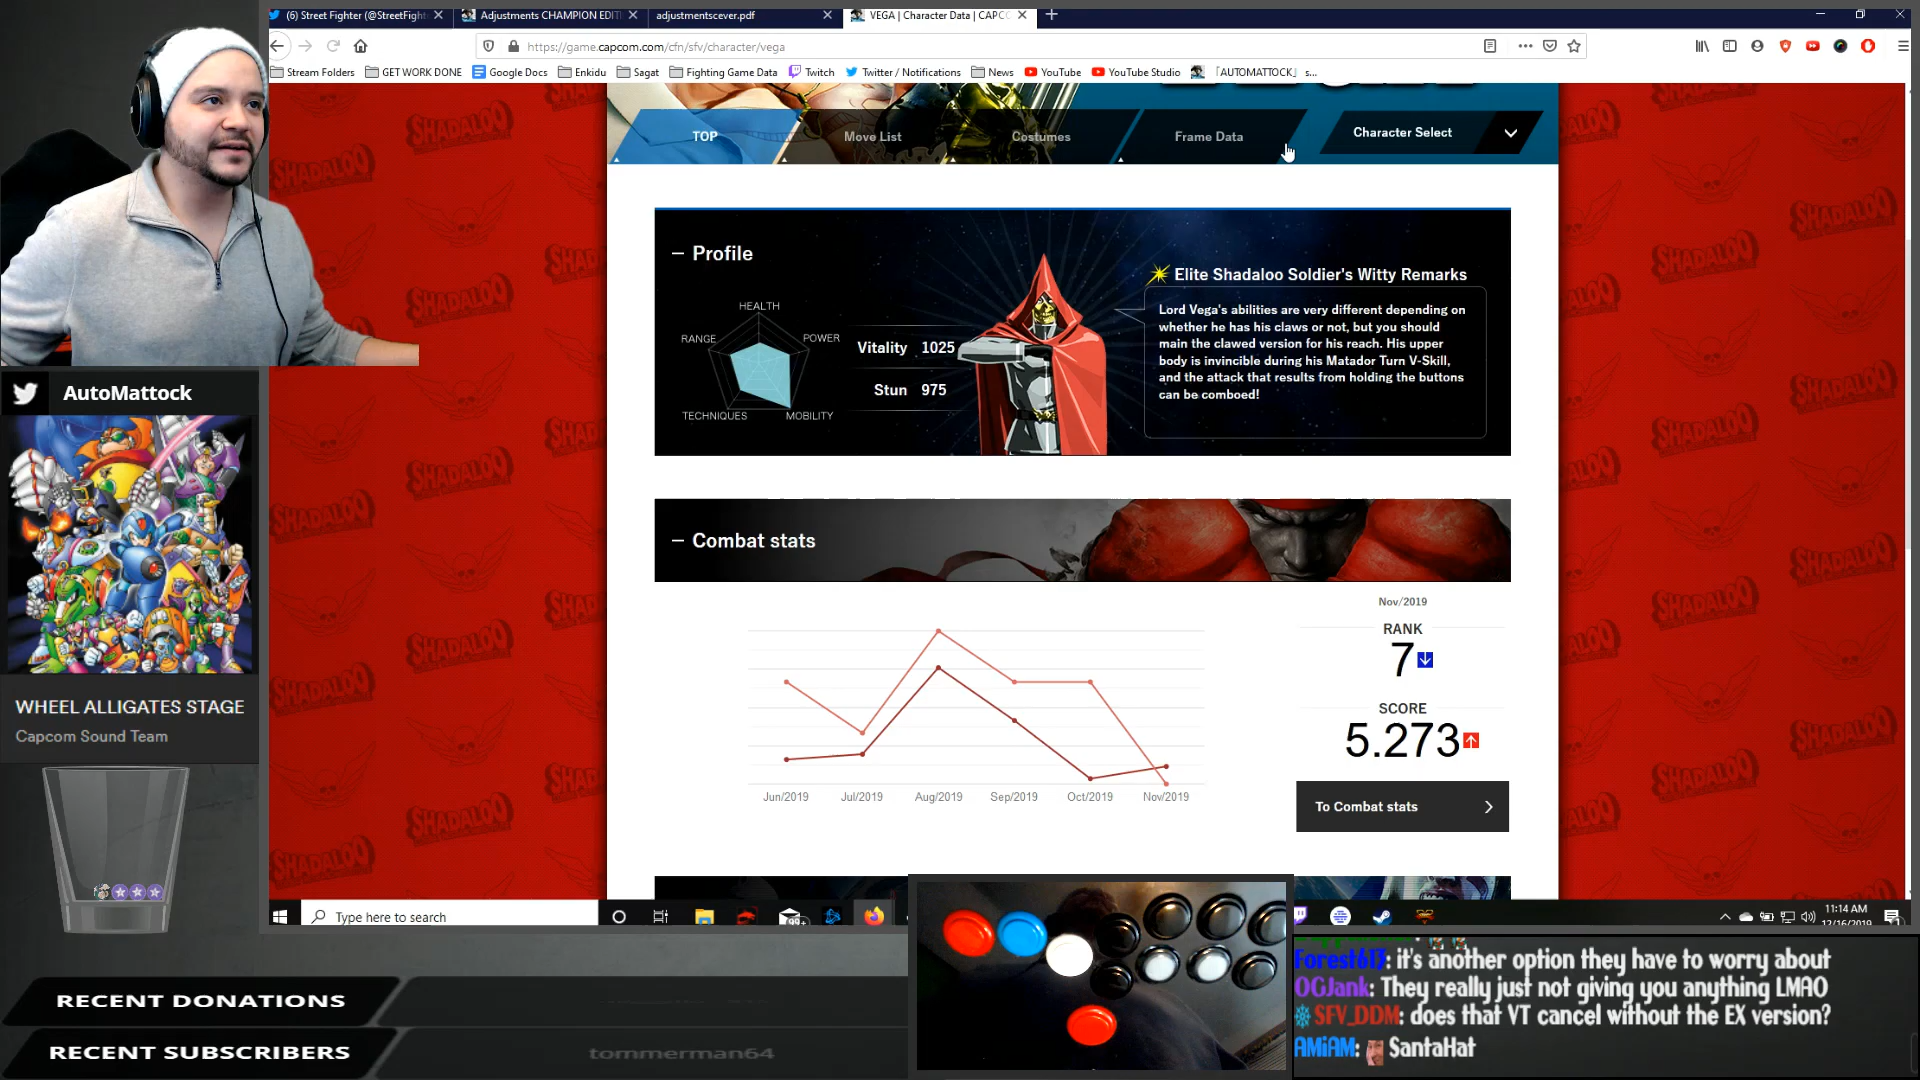 (6) Street Fighter (@StreetFight
Adjustments CHAMPION EDITI
adjustmentscever.pdf
VEGA | Character Data | CAPCO
https://game.capcom.com/cfn/sfv/character/vega
Stream Folders
GET WORK DONE
Google Docs
Enkidu
Sagat
Fighting Game Data
Twitch
Twitter / Notifications
News
YouTube
YouTube Studio
「AUTOMATTOCK」 s...
TOP
Move List
Costumes
Frame Data
Character Select
Profile
HEALTH
RANGE
POWER
TECHNIQUES
MOBILITY
Vitality 1025
Stun 975
Elite Shadaloo Soldier's Witty Remarks
Lord Vega's abilities are very different depending on
whether he has his claws or not, but you should
main the clawed version for his reach. His upper
body is invincible during his Matador Turn V-Skill,
and the attack that results from holding the buttons
can be comboed!
SHADALOO
Combat stats
Jun/2019
Jul/2019
Aug/2019
Sep/2019
Oct/2019
Nov/2019
Nov/2019
RANK
7
SCORE
5.273
To Combat stats
AutoMattock
WHEEL ALLIGATES STAGE
Capcom Sound Team
RECENT DONATIONS
RECENT SUBSCRIBERS
tommerman64
Type here to search
99+
11:14 AM
12/16/2019
Forest613: it's another option they have to worry about
OGJank: They really just not giving you anything LMAO
SFV_DDM: does that VT cancel without the EX version?
AMiAM: SantaHat